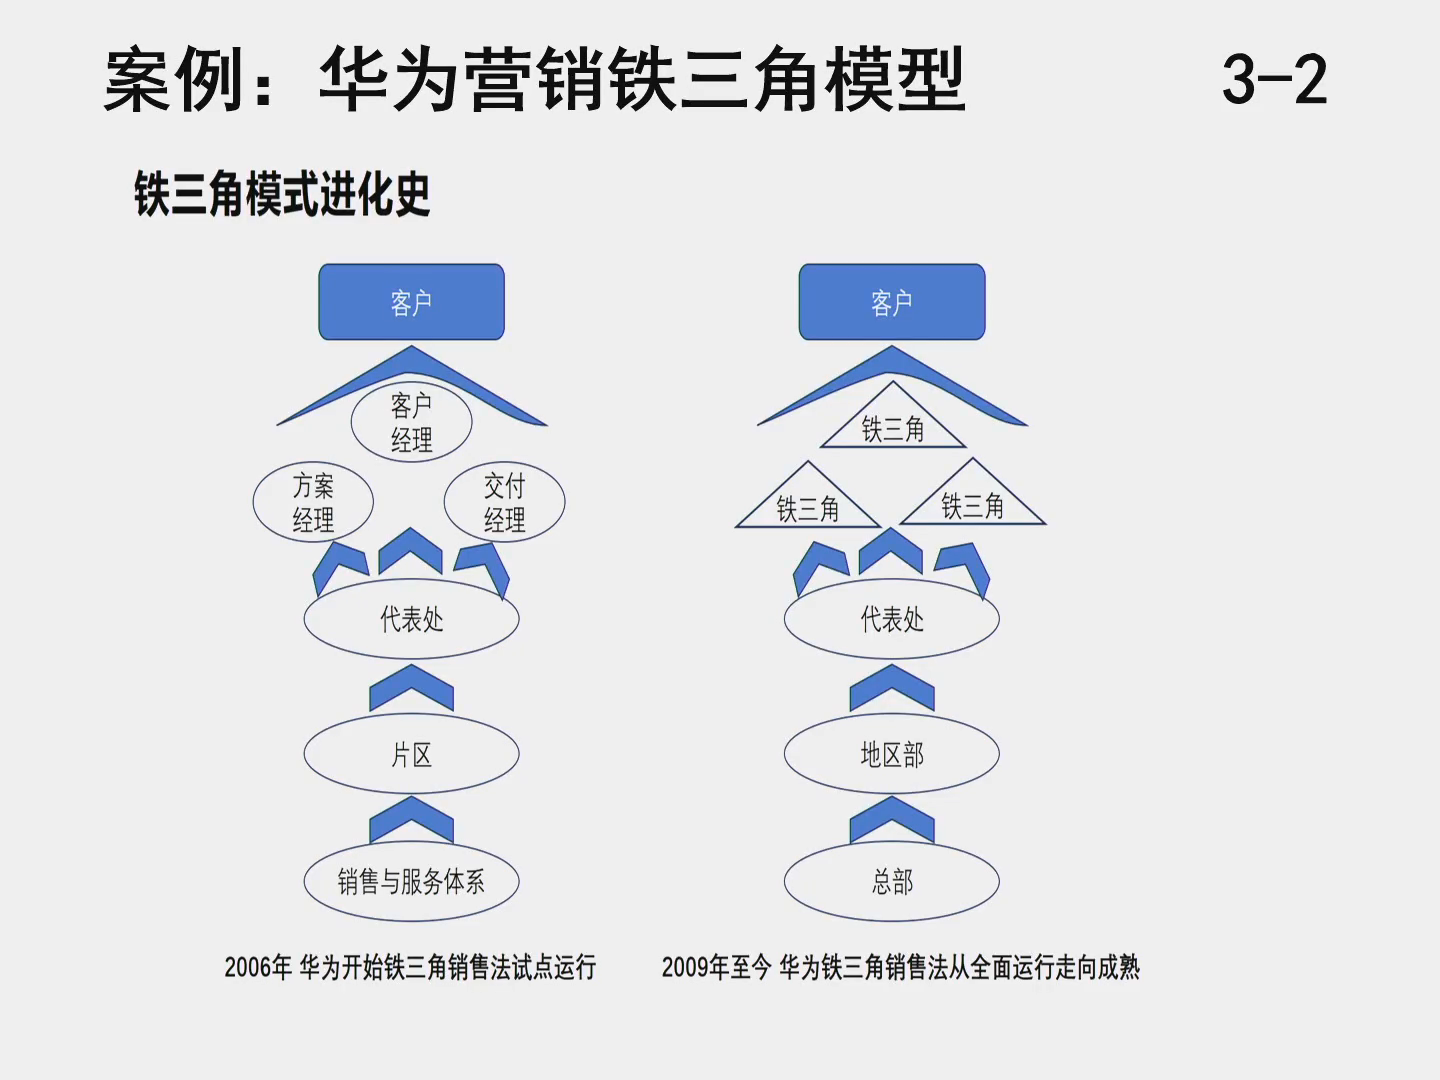 案例：华为营销铁三角模型
3-2
铁三角模式进化史
客户
客户
经理
方案
经理
交付
经理
代表处
片区
销售与服务体系
2006年 华为开始铁三角销售法试点运行
客户
铁三角
铁三角
铁三角
代表处
地区部
总部
2009年至今 华为铁三角销售法从全面运行走向成熟